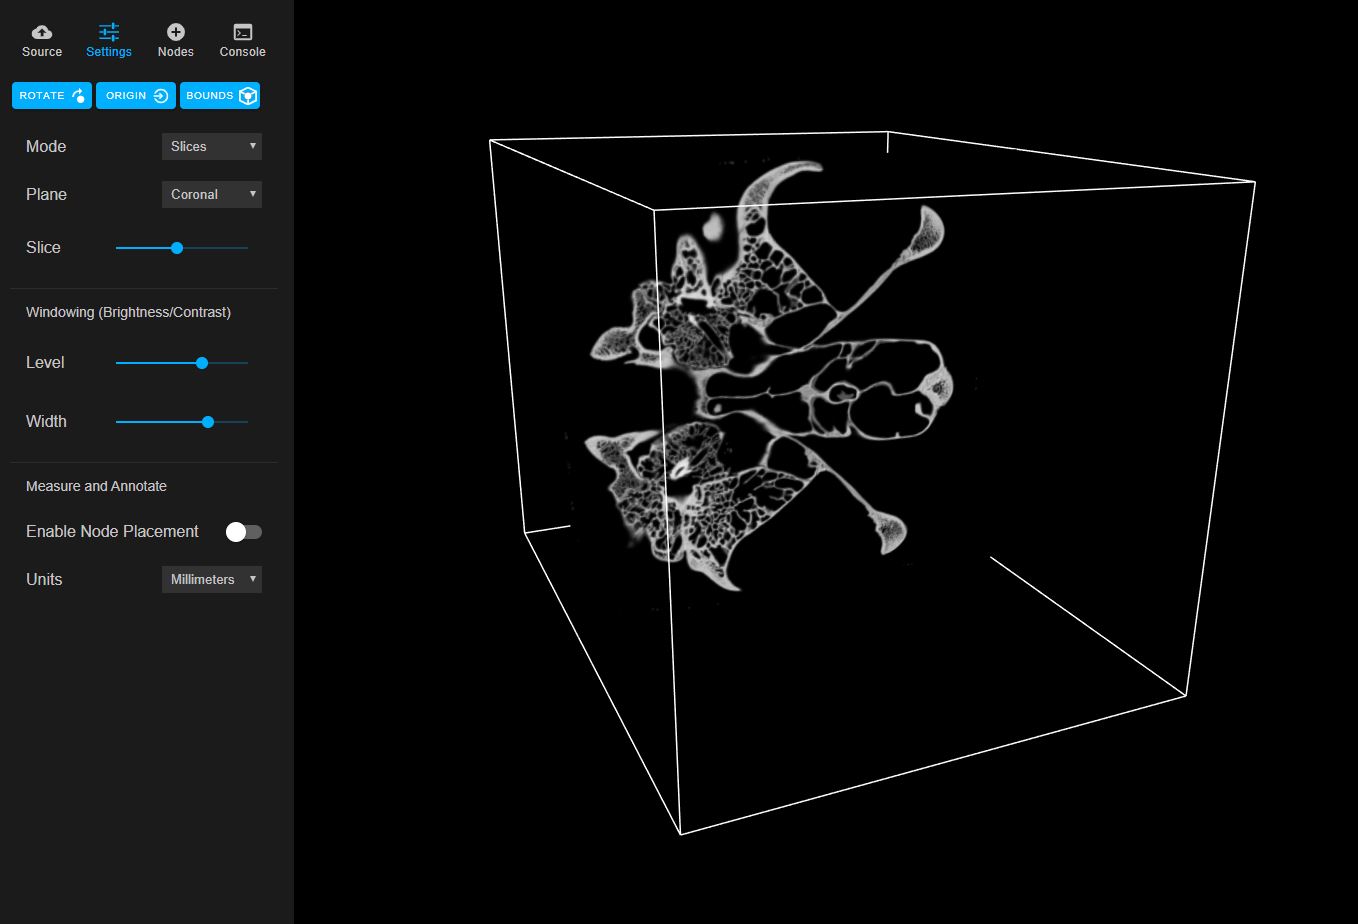 Source Settings Nodes Console
ROTATE ORIGIN BOUNDS
Mode Slices
Plane Coronal
Slice
Windowing (Brightness/Contrast)
Level
Width
Measure and Annotate
Enable Node Placement
Units Millimeters